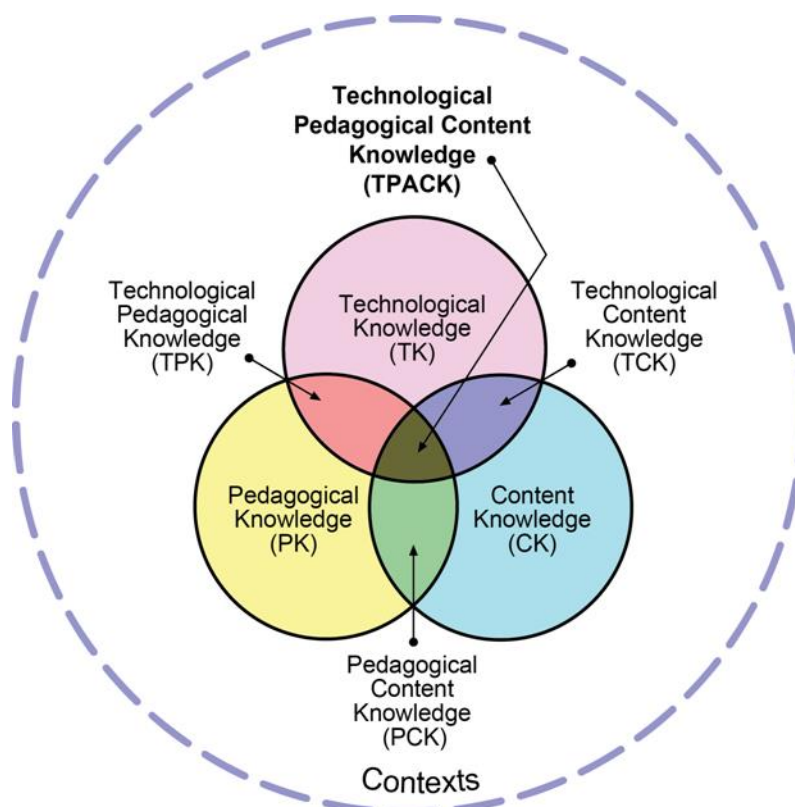 Technological
Pedagogical Content
Knowledge
(TPACK)
Technological
Pedagogical
Knowledge
(TPK)
Technological
Knowledge
(TK)
Technological
Content
Knowledge
(TCK)
Pedagogical
Knowledge
(PK)
Content
Knowledge
(CK)
Pedagogical
Content
Knowledge
(PCK)
Contexts